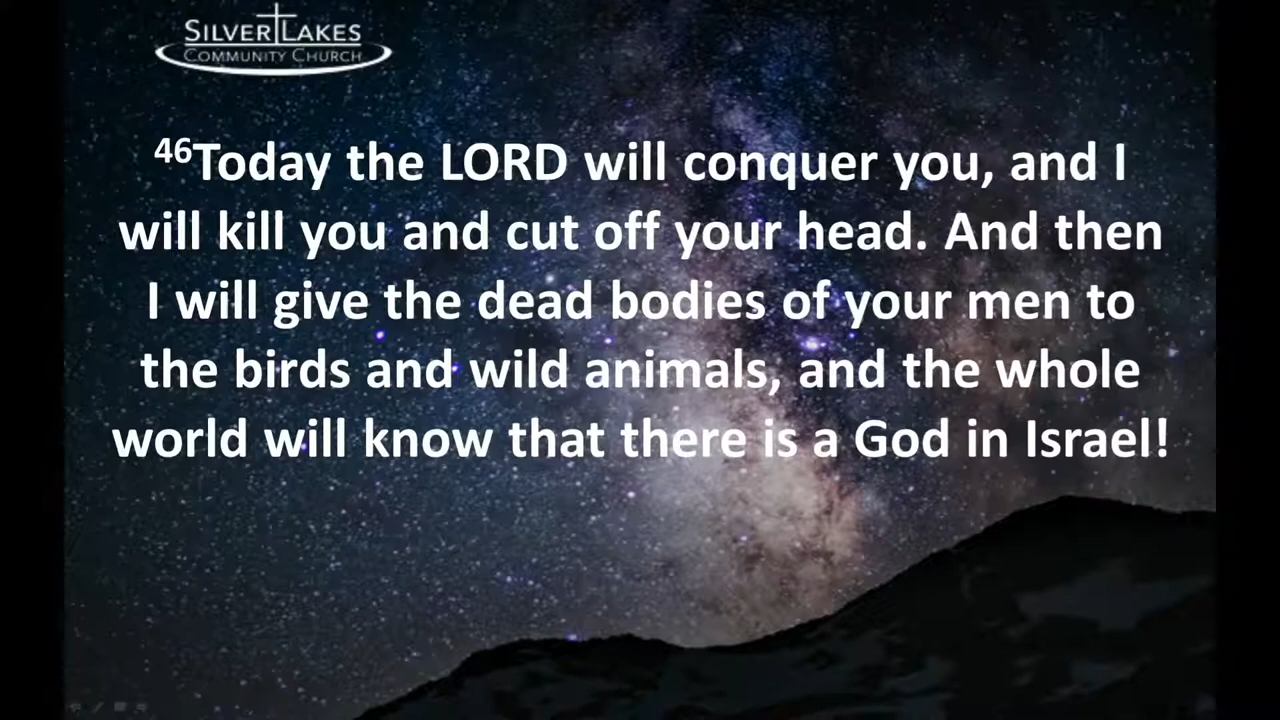 SILVER LAKES
COMMUNITY CHURCH
46Today the LORD will conquer you, and I
will kill you and cut off your head. And then
I will give the dead bodies of your men to
the birds and wild animals, and the whole
world will know that there is a God in Israel!